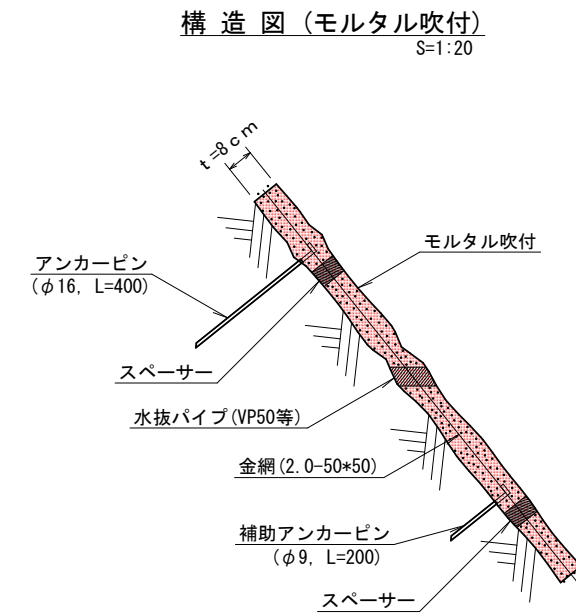 構造図(モルタル吹付)
S=1:20
t=8cm
モルタル吹付
アンカーピン
(φ16, L=400)
スペーサー
水抜パイプ(VP50等)
金網(2.0-50*50)
補助アンカーピン
(φ9, L=200)
スペーサー